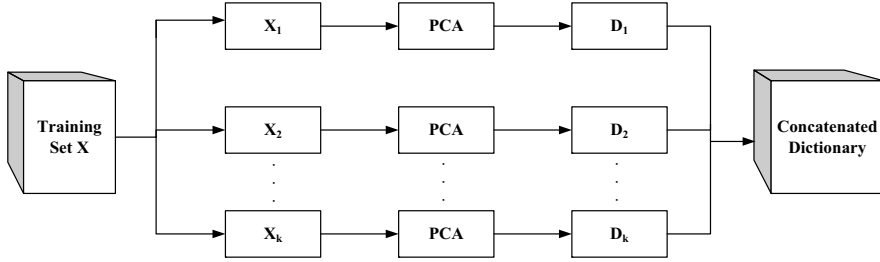 X₁ PCA D₁
Training
Set X
X₂ PCA D₂
Concatenated
Dictionary
Xₖ PCA Dₖ